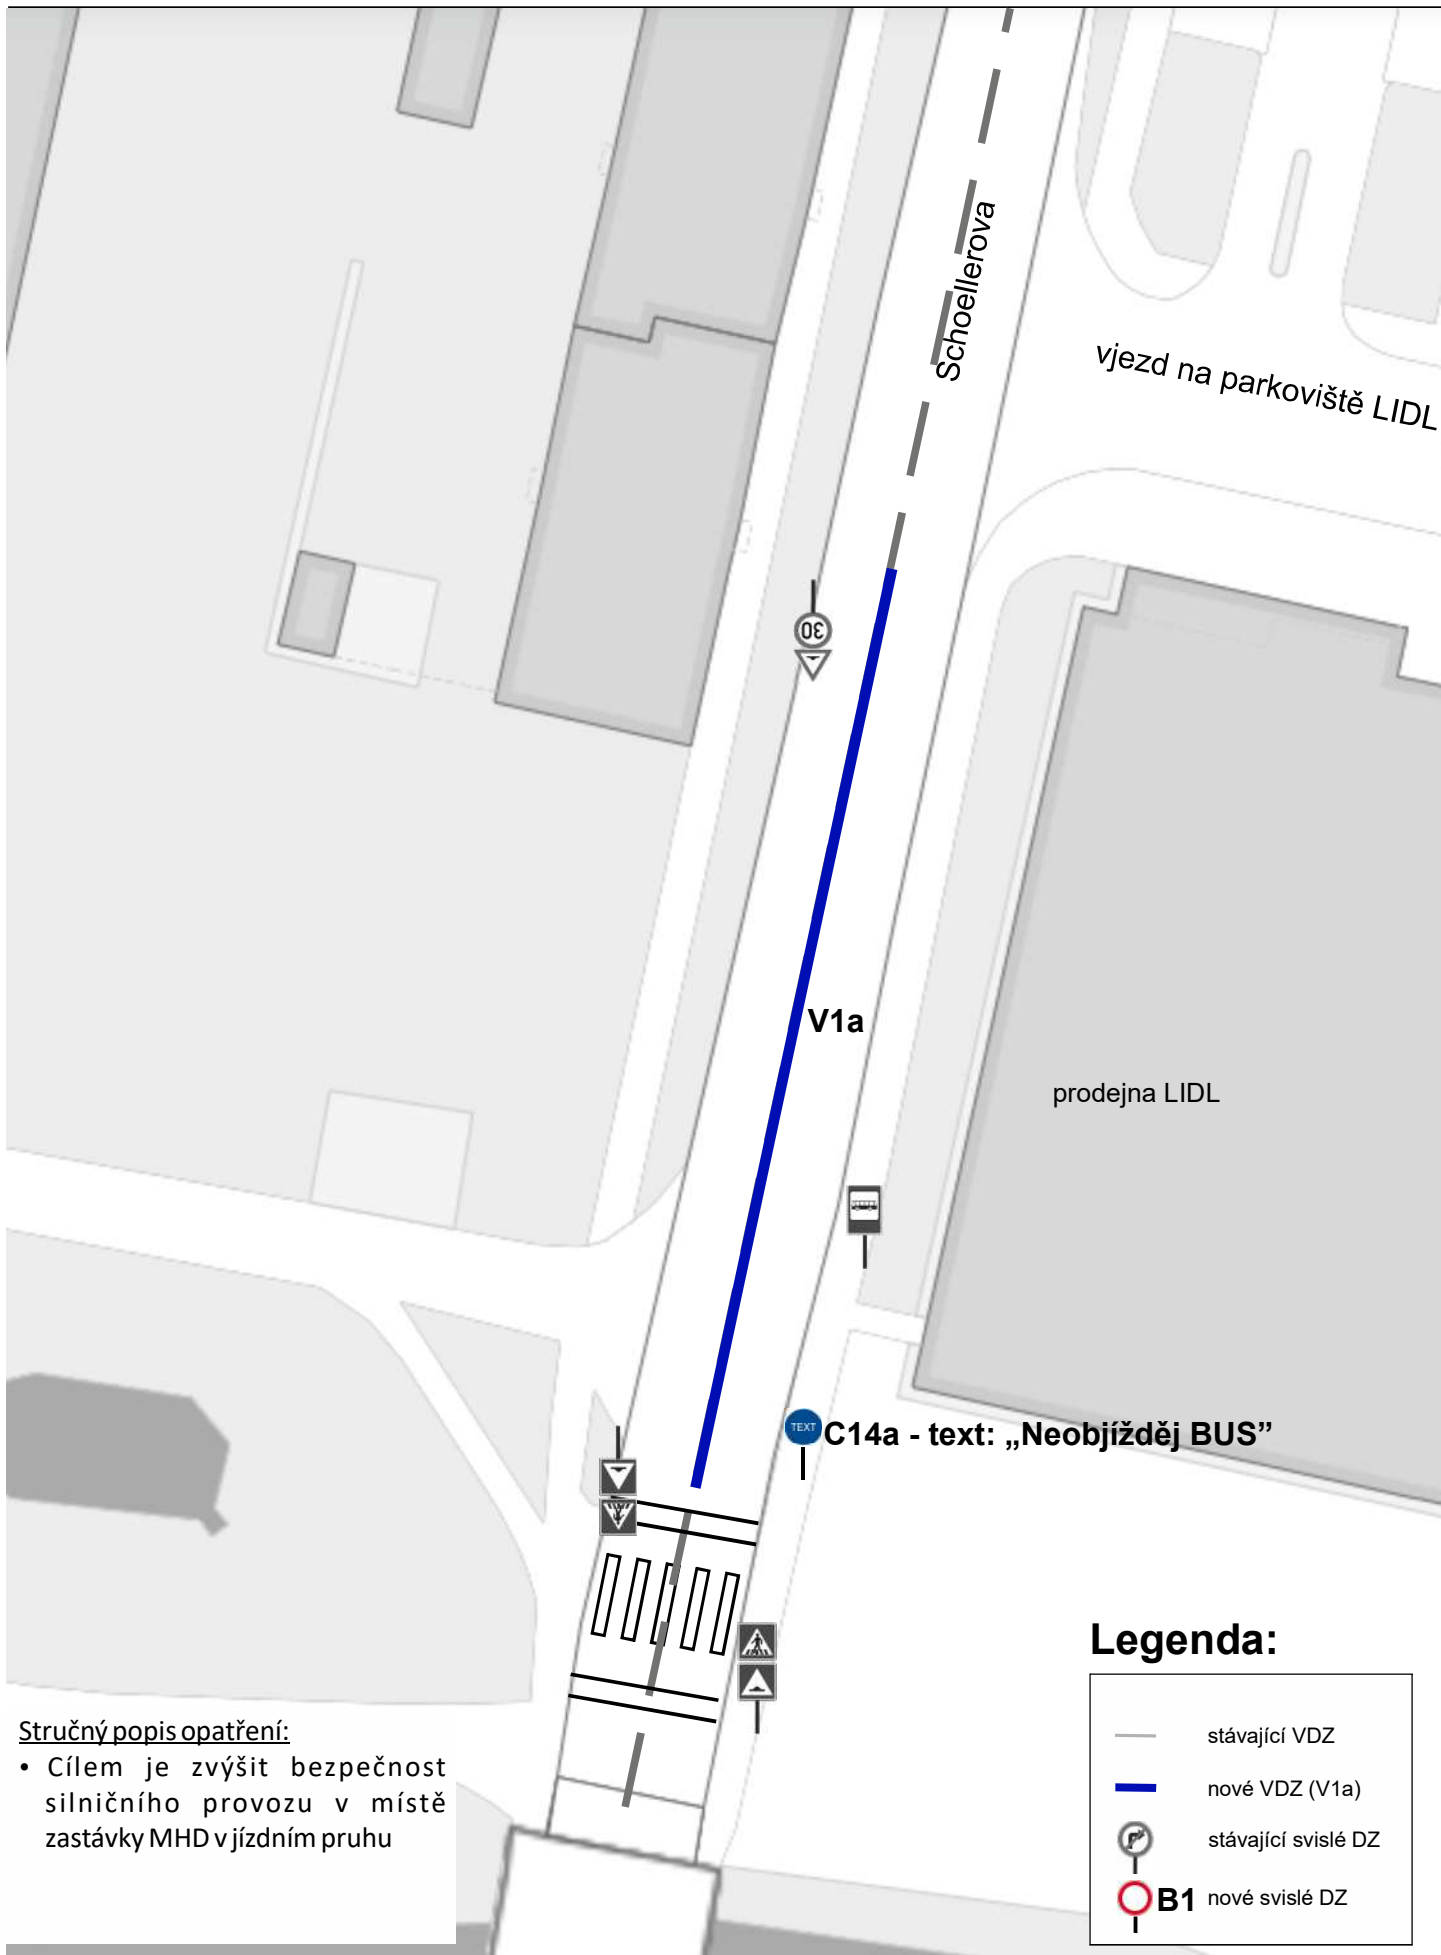 Schoellerova
vjezd na parkoviště LIDL
30
V1a
prodejna LIDL
TEXT
C14a - text: „Neobjížděj BUS”
Legenda:
stávající VDZ
nové VDZ (V1a)
stávající svislé DZ
B1 nové svislé DZ
Stručný popis opatření:
• Cílem je zvýšit bezpečnost
silničního provozu v místě
zastávky MHD v jízdním pruhu